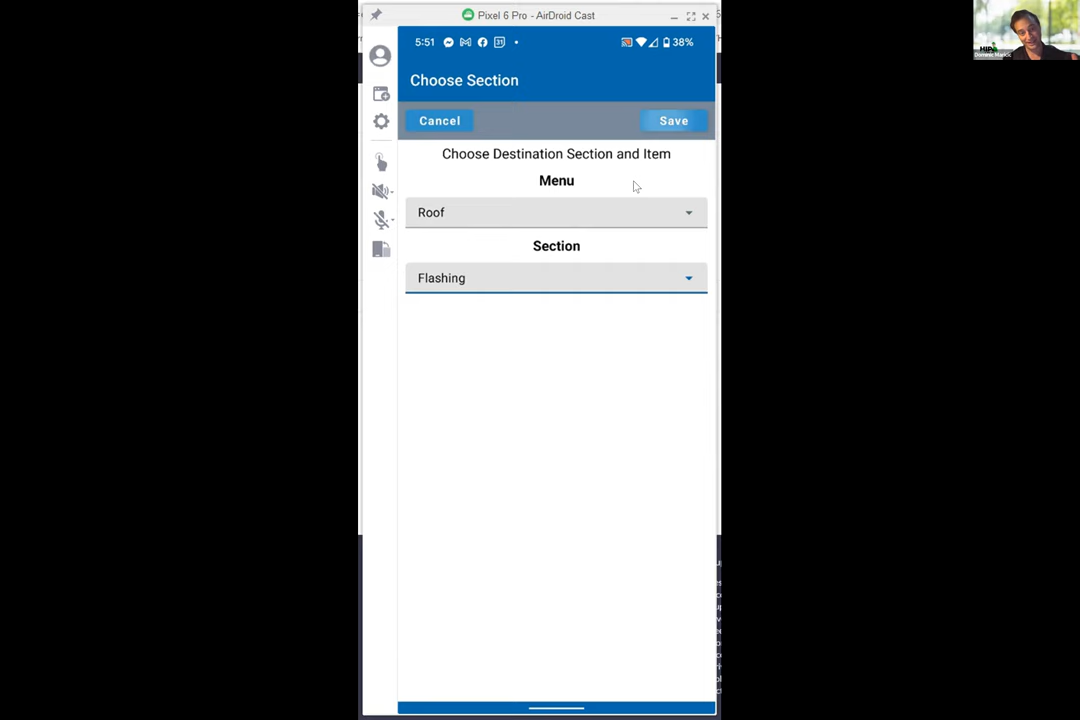 Pixel 6 Pro - AirDroid Cast
5:51
31
38%
Choose Section
Cancel
Save
Choose Destination Section and Item
Menu
Roof
Section
Flashing